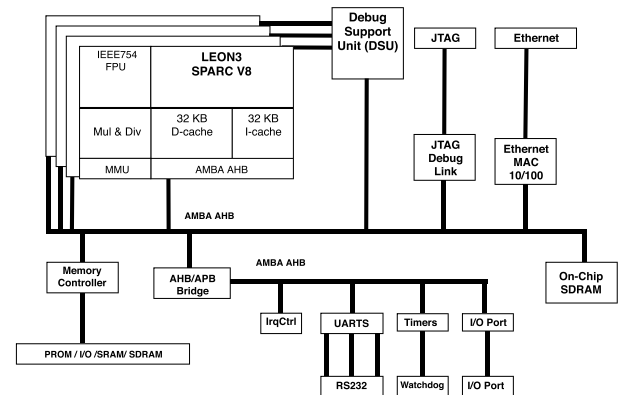 Debug
Support
Unit (DSU)
JTAG
Ethernet
IEEE754
FPU
LEON3
SPARC V8
Mul & Div
32 KB
D-cache
32 KB
I-cache
MMU
AMBA AHB
JTAG
Debug
Link
Ethernet
MAC
10/100
AMBA AHB
Memory
Controller
AHB/APB
Bridge
AMBA AHB
On-Chip
SDRAM
IrqCtrl
UARTS
Timers
I/O Port
PROM / I/O /SRAM/ SDRAM
RS232
Watchdog
I/O Port